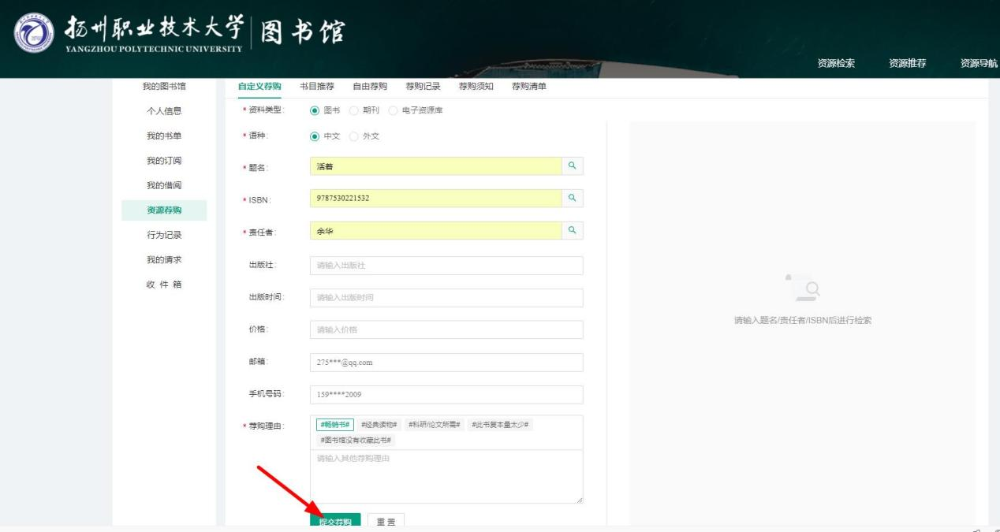 扬州职业技术大学 图书馆
YANGZHOU POLYTECHNIC UNIVERSITY
资源检索 资源推荐 资源导航
我的图书馆
个人信息
我的书单
我的订阅
我的借阅
资源荐购
行为记录
我的请求
收 件 箱
自定义荐购 书目推荐 自由荐购 荐购记录 荐购须知 荐购清单
* 资料类型: 图书 期刊 电子资源库
* 语种: 中文 外文
* 题名: 活着
* ISBN: 9787530221532
* 责任者: 余华
出版社: 请输入出版社
出版时间: 请输入出版时间
价格: 请输入价格
邮箱: 275***@qq.com
手机号码: 159****2009
* 荐购理由: #畅销书# #经典读物# #科研/论文所需# #此书复本量太少#
#图书馆没有收藏此书#
请输入其他荐购理由
提交荐购 重 置
请输入题名/责任者/ISBN后进行检索